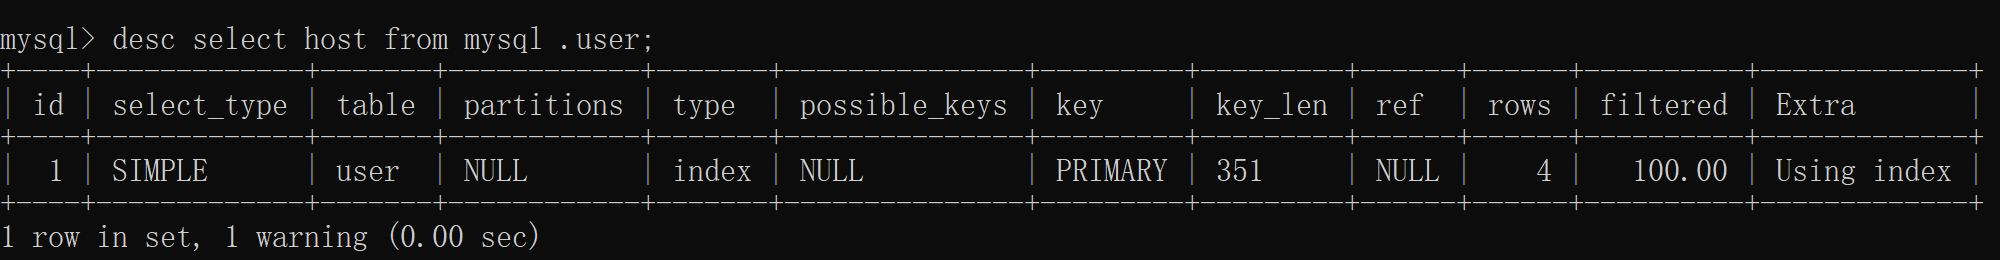 mysql> desc select host from mysql .user;
+----+-------------+-------+------------+-------+---------------+---------+---------+------+------+----------+-------------+
| id | select_type | table | partitions | type  | possible_keys | key     | key_len | ref  | rows | filtered | Extra       |
+----+-------------+-------+------------+-------+---------------+---------+---------+------+------+----------+-------------+
|  1 | SIMPLE      | user  | NULL       | index | NULL          | PRIMARY | 351     | NULL |    4 |   100.00 | Using index |
+----+-------------+-------+------------+-------+---------------+---------+---------+------+------+----------+-------------+
1 row in set, 1 warning (0.00 sec)